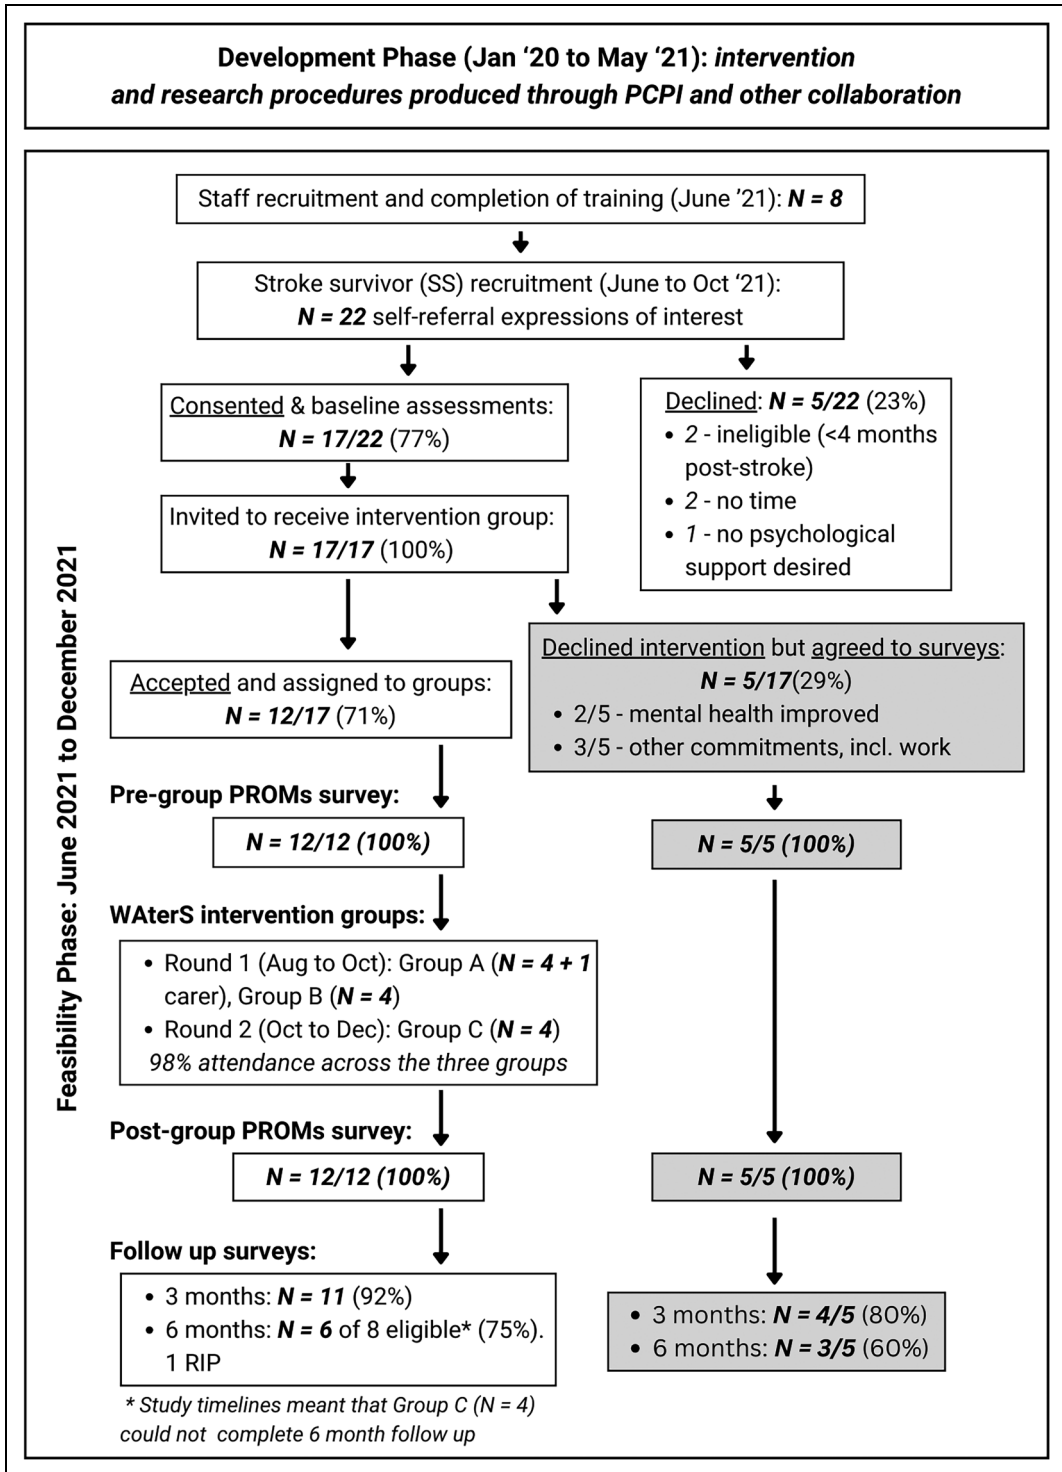 Development Phase (Jan ‘20 to May ‘21): intervention
and research procedures produced through PCPI and other collaboration
Feasibility Phase: June 2021 to December 2021
Staff recruitment and completion of training (June ’21): N = 8
Stroke survivor (SS) recruitment (June to Oct ‘21):
N = 22 self-referral expressions of interest
Consented & baseline assessments:
N = 17/22 (77%)
Declined: N = 5/22 (23%)
• 2 - ineligible (<4 months
post-stroke)
• 2 - no time
• 1 - no psychological
support desired
Invited to receive intervention group:
N = 17/17 (100%)
Declined intervention but agreed to surveys:
N = 5/17(29%)
• 2/5 - mental health improved
• 3/5 - other commitments, incl. work
Accepted and assigned to groups:
N = 12/17 (71%)
Pre-group PROMs survey:
N = 12/12 (100%)
N = 5/5 (100%)
WAterS intervention groups:
• Round 1 (Aug to Oct): Group A (N = 4 + 1
carer), Group B (N = 4)
• Round 2 (Oct to Dec): Group C (N = 4)
98% attendance across the three groups
Post-group PROMs survey:
N = 12/12 (100%)
N = 5/5 (100%)
Follow up surveys:
• 3 months: N = 11 (92%)
• 6 months: N = 6 of 8 eligible* (75%).
1 RIP
• 3 months: N = 4/5 (80%)
• 6 months: N = 3/5 (60%)
* Study timelines meant that Group C (N = 4)
could not complete 6 month follow up